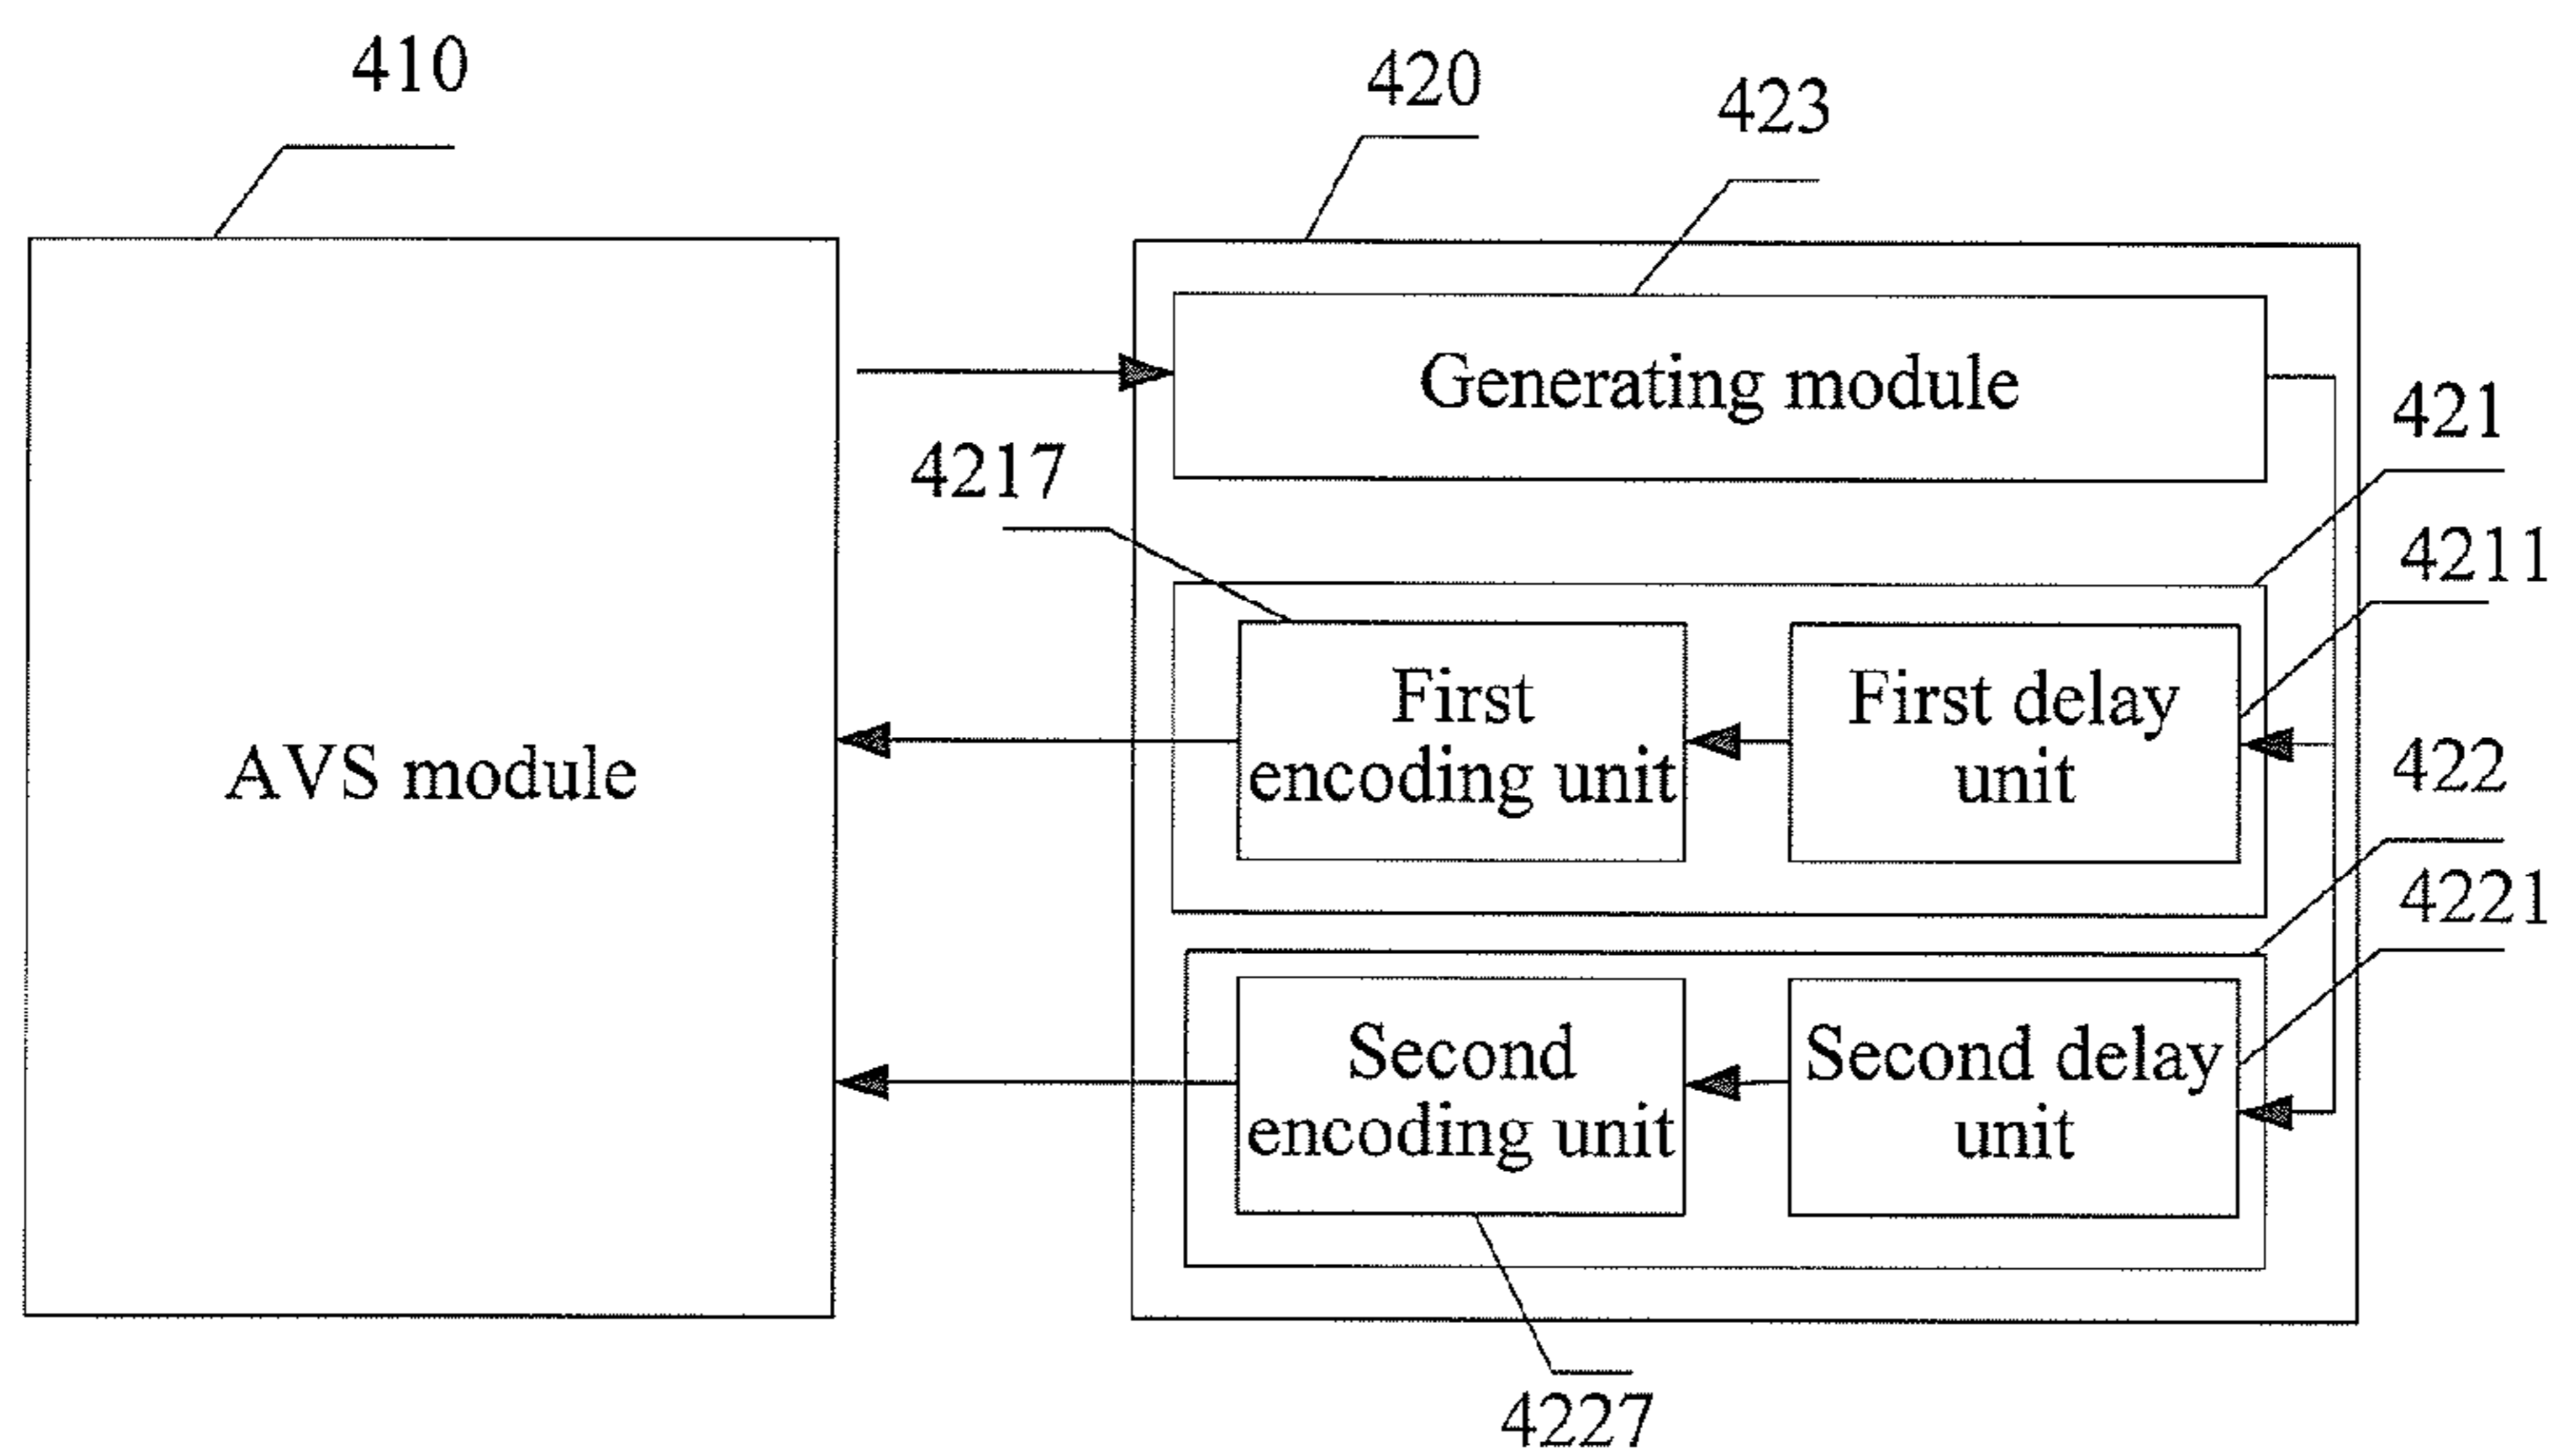 410
420
423
Generating module
421
4217
4211
First
encoding unit
First delay
unit
AVS module
422
4221
Second
encoding unit
Second delay
unit
4227